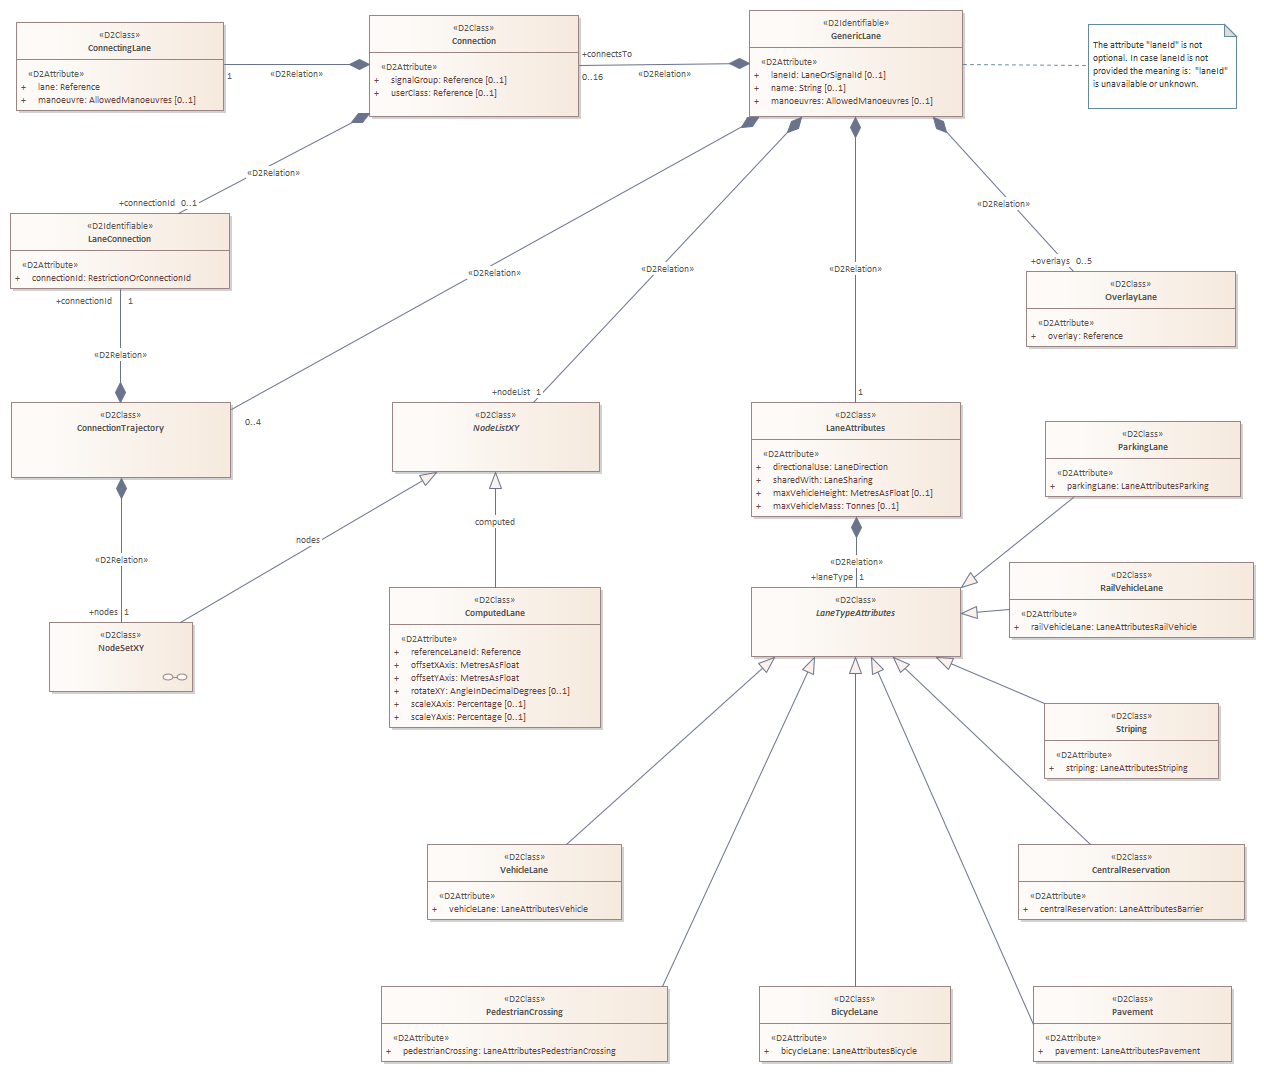 «D2Class»
ConnectingLane
«D2Attribute»
+ lane: Reference
+ manoeuvre: AllowedManoeuvres [0..1]
1
«D2Relation»
«D2Class»
Connection
«D2Attribute»
+ signalGroup: Reference [0..1]
+ userClass: Reference [0..1]
+connectsTo
0..16
«D2Relation»
«D2Identifiable»
GenericLane
«D2Attribute»
+ laneId: LaneOrSignalId [0..1]
+ name: String [0..1]
+ manoeuvres: AllowedManoeuvres [0..1]
The attribute "laneId" is not
optional. In case laneId is not
provided the meaning is: "laneId"
is unavailable or unknown.
«D2Relation»
+connectionId 0..1
«D2Identifiable»
LaneConnection
«D2Attribute»
+ connectionId: RestrictionOrConnectionId
+connectionId 1
«D2Relation»
«D2Relation»
«D2Relation»
«D2Relation»
«D2Relation»
+overlays 0..5
«D2Class»
OverlayLane
«D2Attribute»
+ overlay: Reference
«D2Class»
ConnectionTrajectory
0..4
+nodeList 1
«D2Class»
NodeListXY
1
«D2Class»
LaneAttributes
«D2Attribute»
+ directionalUse: LaneDirection
+ sharedWith: LaneSharing
+ maxVehicleHeight: MetresAsFloat [0..1]
+ maxVehicleMass: Tonnes [0..1]
«D2Class»
ParkingLane
«D2Attribute»
+ parkingLane: LaneAttributesParking
«D2Relation»
nodes
computed
«D2Relation»
+laneType 1
+nodes 1
«D2Class»
NodeSetXY
«D2Class»
ComputedLane
«D2Attribute»
+ referenceLaneId: Reference
+ offsetXAxis: MetresAsFloat
+ offsetYAxis: MetresAsFloat
+ rotateXY: AngleInDecimalDegrees [0..1]
+ scaleXAxis: Percentage [0..1]
+ scaleYAxis: Percentage [0..1]
«D2Class»
LaneTypeAttributes
«D2Class»
RailVehicleLane
«D2Attribute»
+ railVehicleLane: LaneAttributesRailVehicle
«D2Class»
Striping
«D2Attribute»
+ striping: LaneAttributesStriping
«D2Class»
VehicleLane
«D2Attribute»
+ vehicleLane: LaneAttributesVehicle
«D2Class»
CentralReservation
«D2Attribute»
+ centralReservation: LaneAttributesBarrier
«D2Class»
PedestrianCrossing
«D2Attribute»
+ pedestrianCrossing: LaneAttributesPedestrianCrossing
«D2Class»
BicycleLane
«D2Attribute»
+ bicycleLane: LaneAttributesBicycle
«D2Class»
Pavement
«D2Attribute»
+ pavement: LaneAttributesPavement